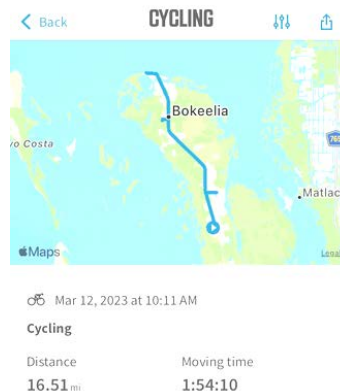 Back
CYCLING
Bokeelia
yo Costa
Matlac
Maps
Legal
Mar 12, 2023 at 10:11 AM
Cycling
Distance
Moving time
16.51 mi
1:54:10